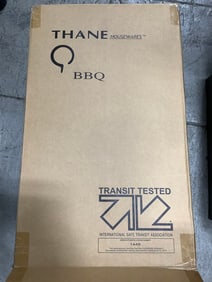 THANE HOUSEWARES™
BBQ
TRANSIT TESTED
INTERNATIONAL SAFE TRANSIT ASSOCIATION